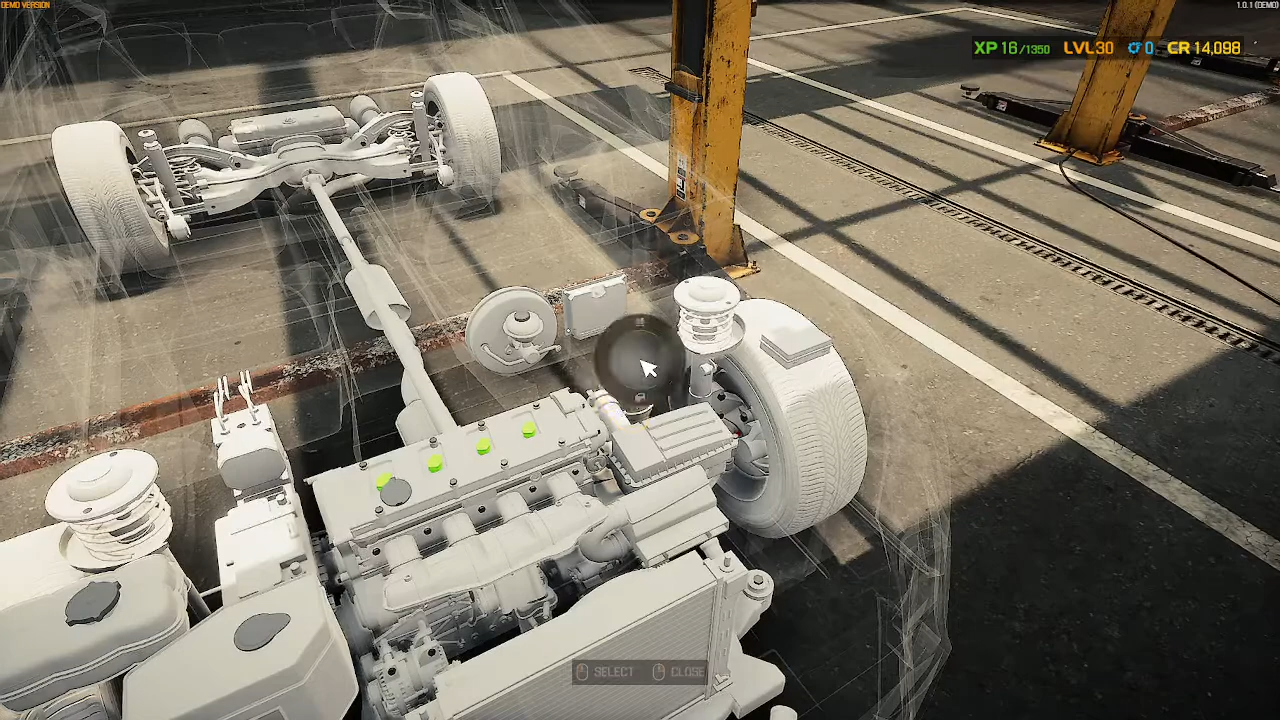 DEMO VERSION
1.0.1 (DEMO)
XP 16/1350 LVL30 0 CR 14,098
SELECT CLOSE